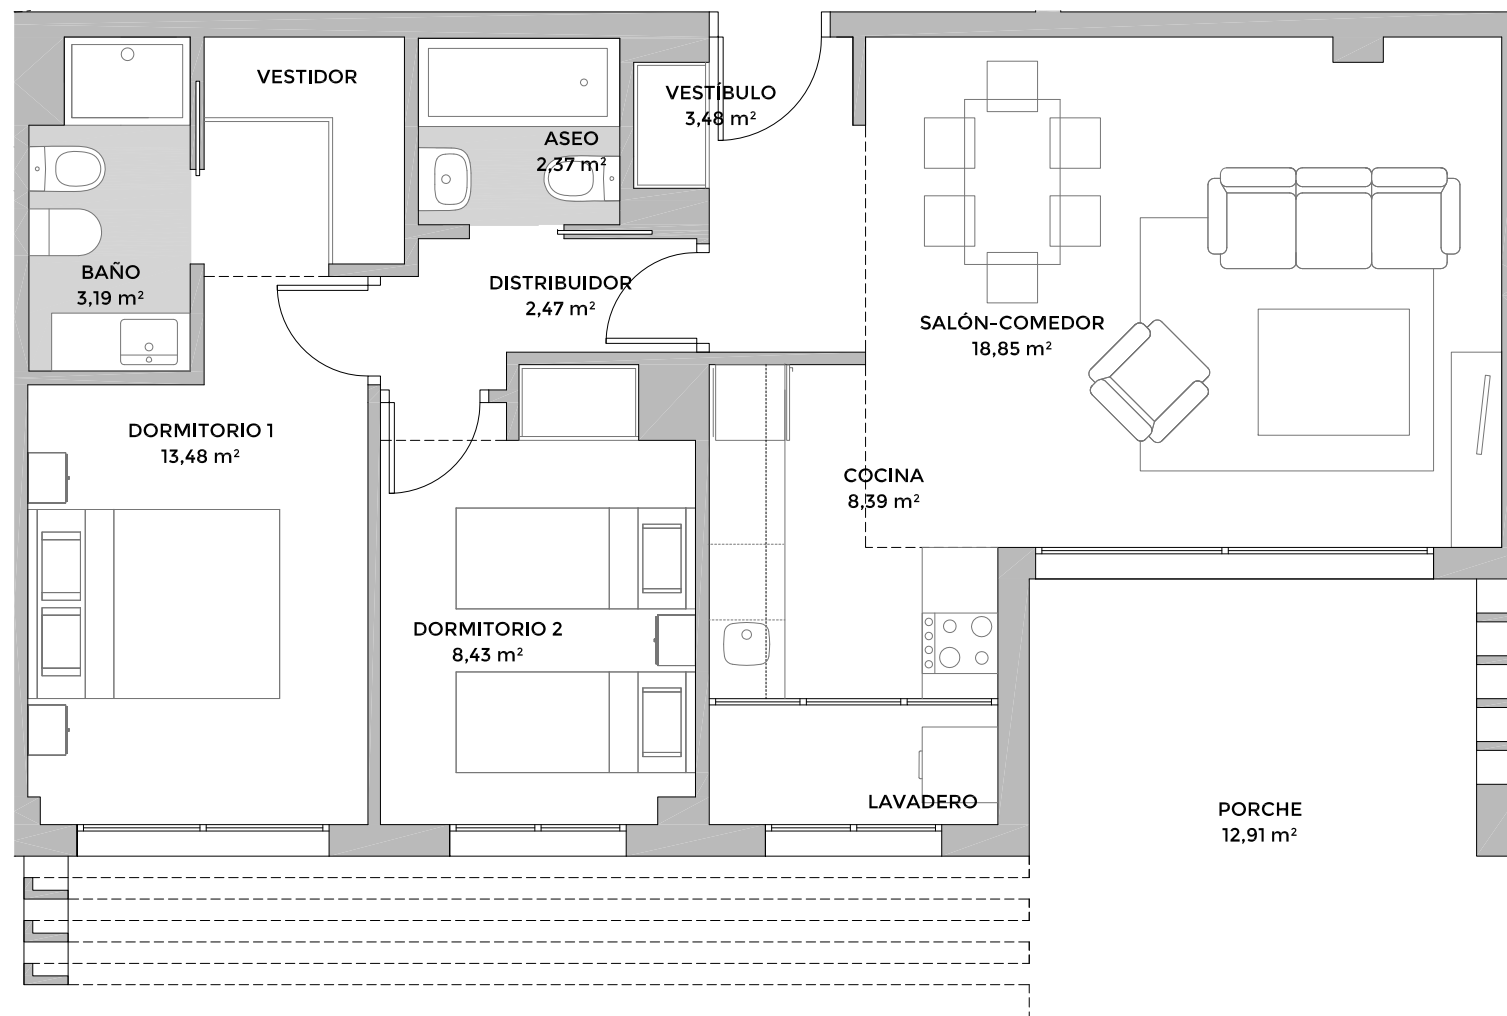 VESTIDOR
VESTÍBULO
3,48 m²
ASEO
2,37 m²
BAÑO
3,19 m²
DISTRIBUIDOR
2,47 m²
SALÓN-COMEDOR
18,85 m²
DORMITORIO 1
13,48 m²
COCINA
8,39 m²
DORMITORIO 2
8,43 m²
LAVADERO
PORCHE
12,91 m²